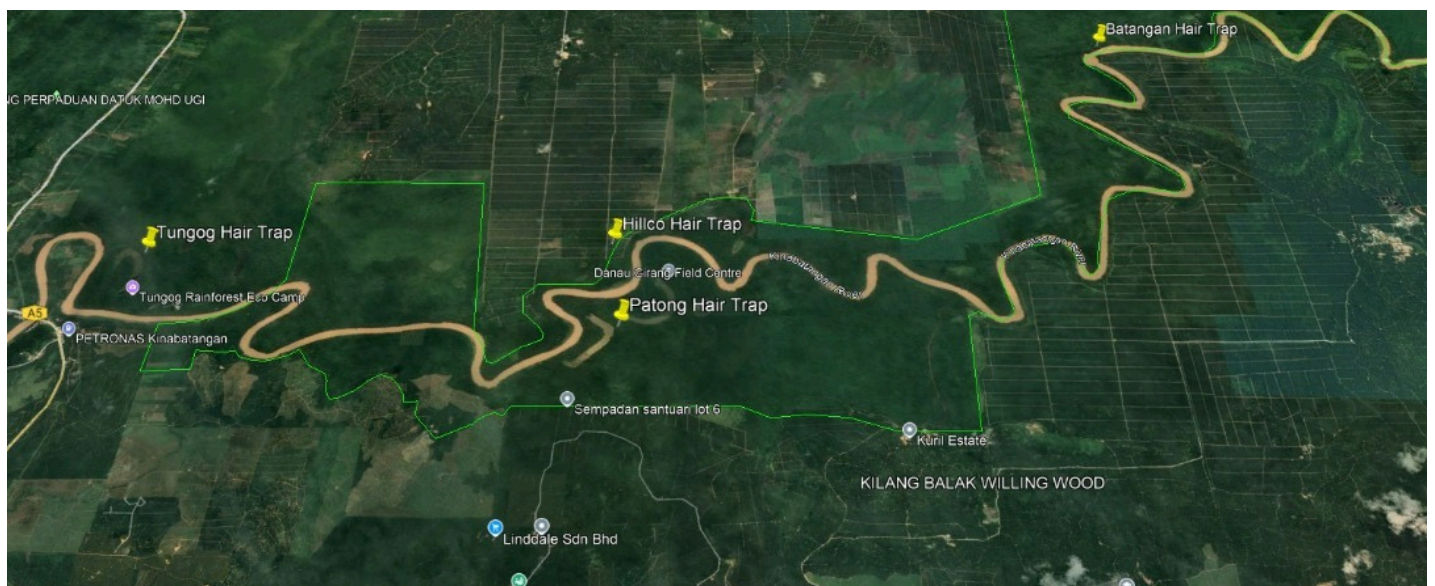 Batangan Hair Trap
NG PERPADUAN DATUK MOHD UGI
Tungog Hair Trap
Hillco Hair Trap
Danau Girang Field Centre
Tungog Rainforest Eco Camp
Patong Hair Trap
A5
PETRONAS Kinabatangan
Sempadan santuari lot 6
Kuril Estate
KILANG BALAK WILLING WOOD
Linddale Sdn Bhd